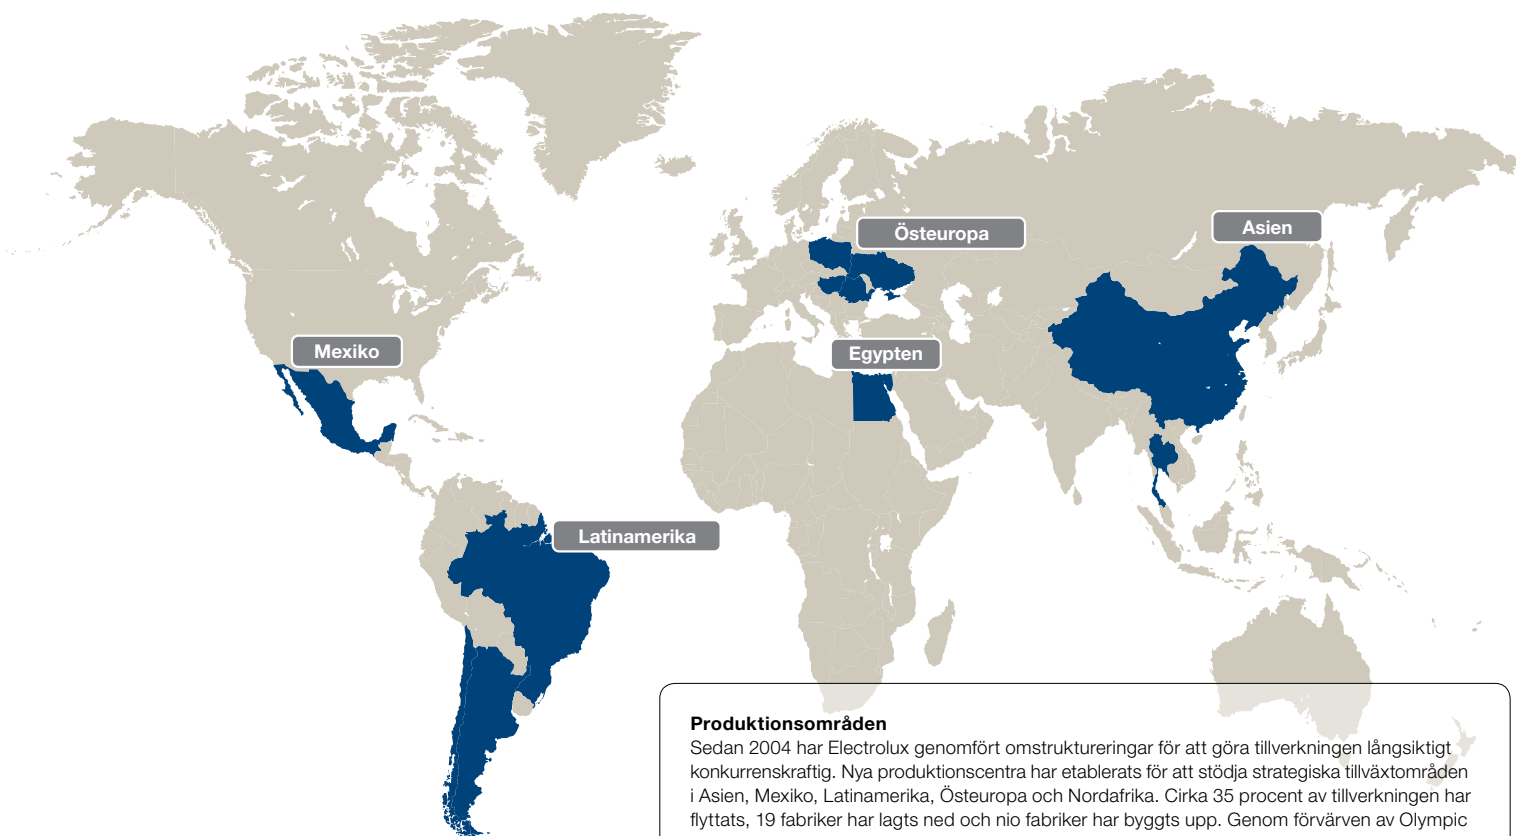 Östeuropa
Asien
Mexiko
Egypten
Latinamerika
Produktionsområden
Sedan 2004 har Electrolux genomfört omstruktureringar för att göra tillverkningen långsiktigt
konkurrenskraftig. Nya produktionscentra har etablerats för att stödja strategiska tillväxtområden
i Asien, Mexiko, Latinamerika, Östeuropa och Nordafrika. Cirka 35 procent av tillverkningen har
flyttats, 19 fabriker har lagts ned och nio fabriker har byggts upp. Genom förvärven av Olympic